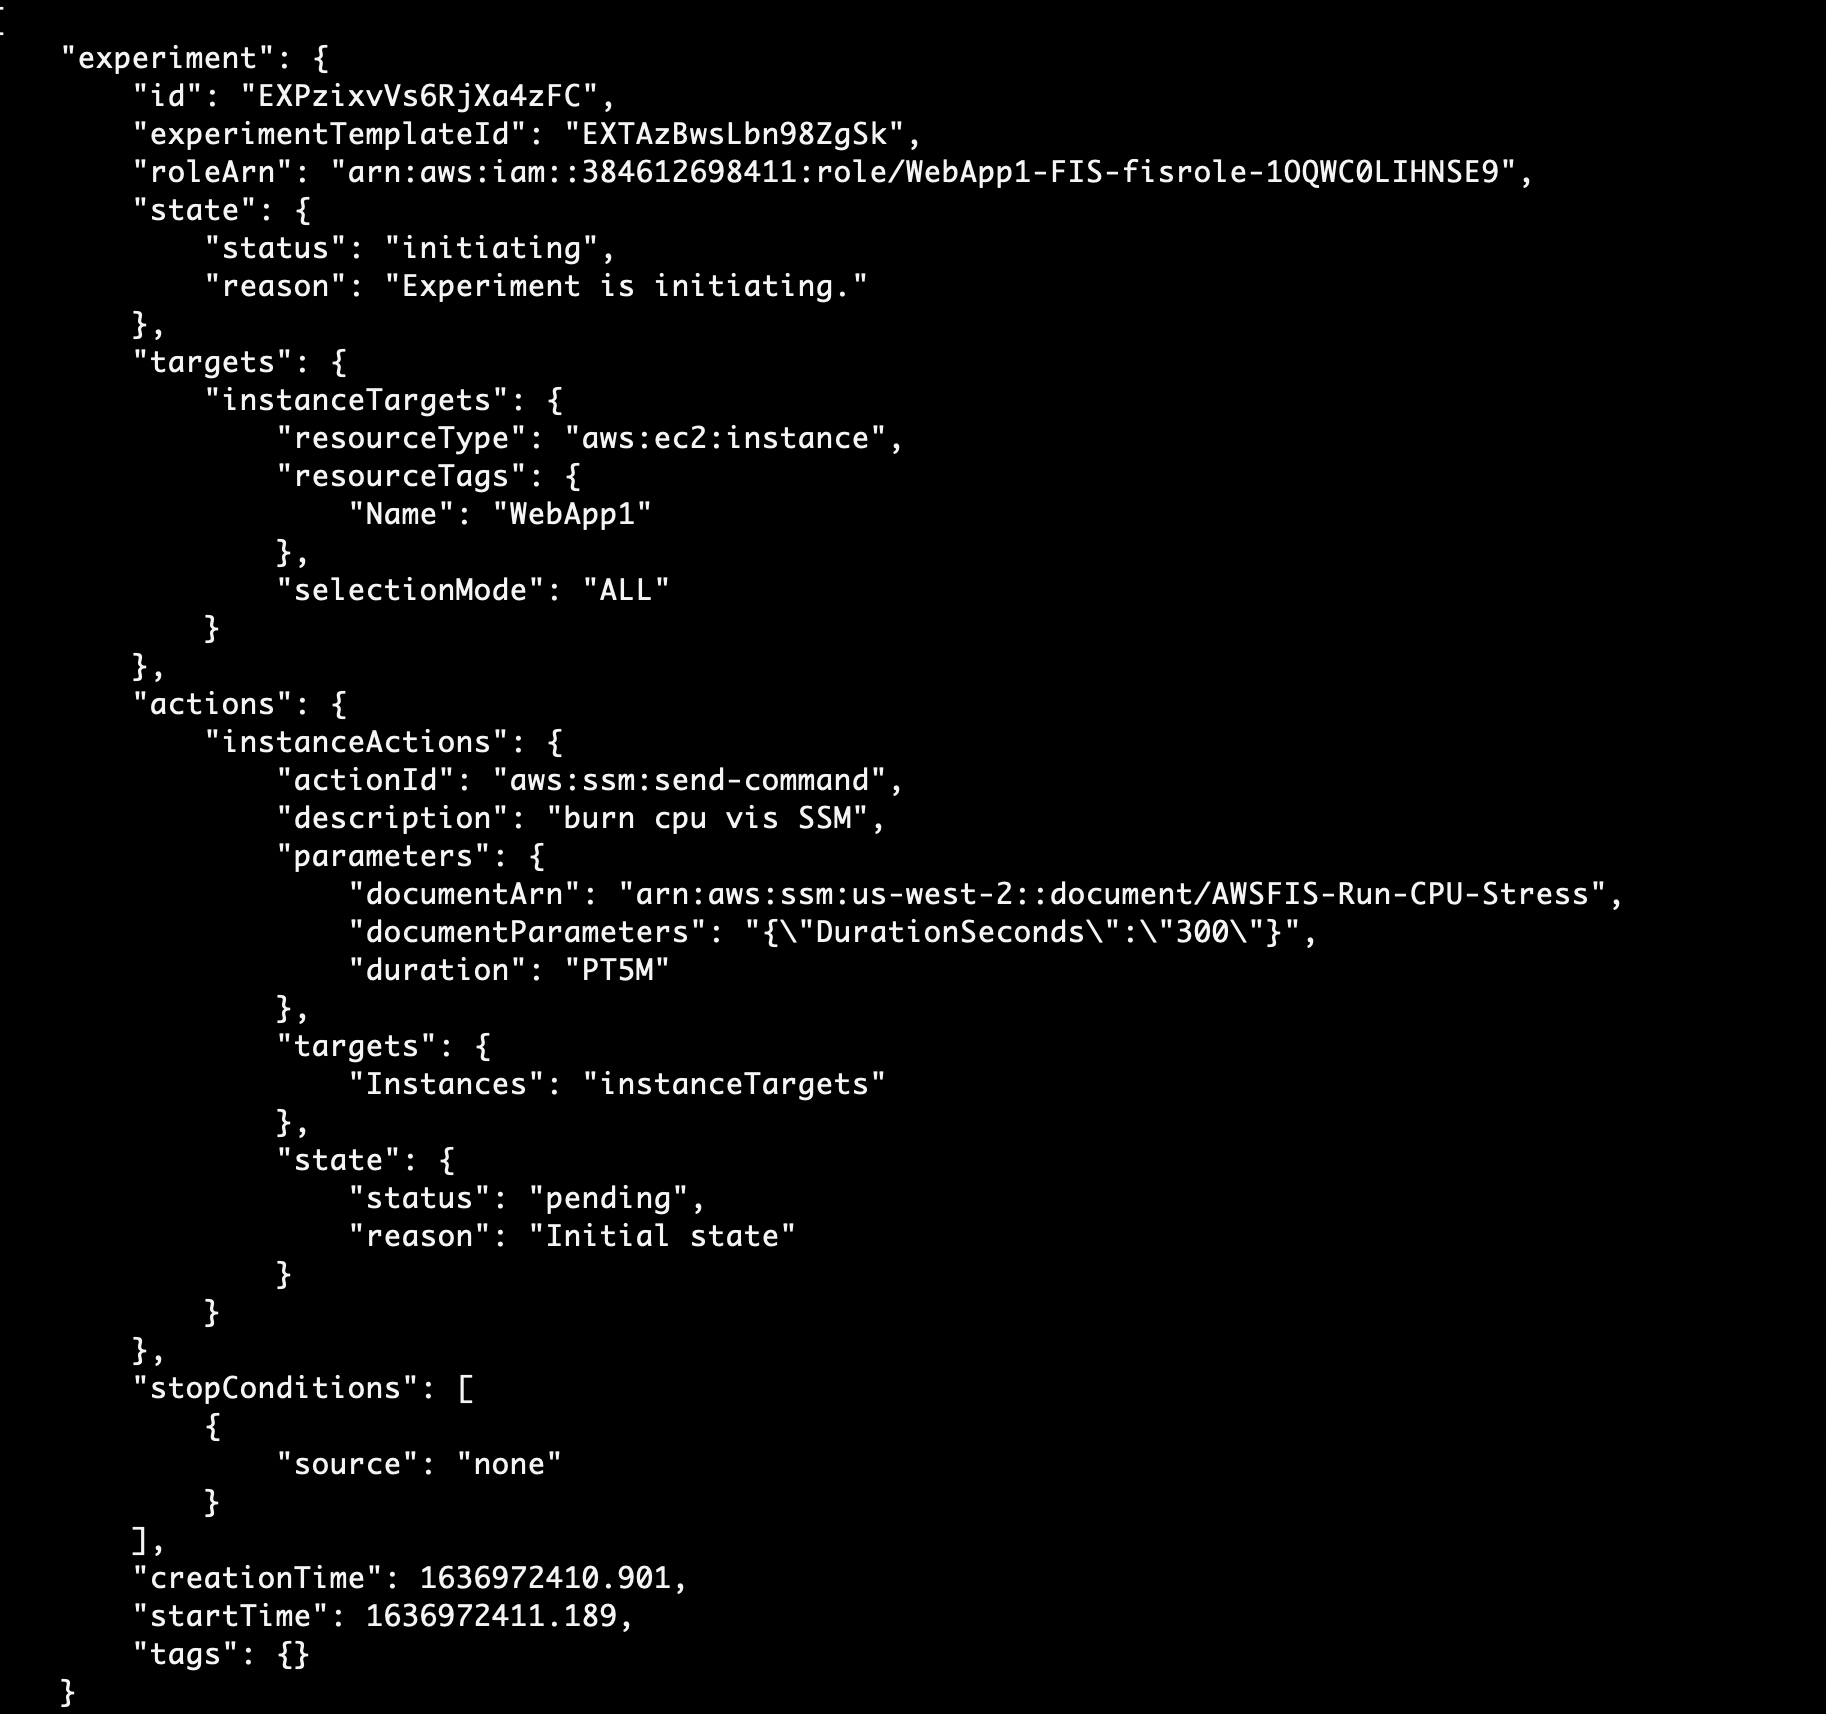 "experiment": {
"id": "EXPzixvVs6RjXa4zFC",
"experimentTemplateId": "EXTAzBwsLbn98ZgSk",
"roleArn": "arn:aws:iam::384612698411:role/WebApp1-FIS-fisrole-1OQWC0LIHNSE9",
"state": {
"status": "initiating",
"reason": "Experiment is initiating."
},
"targets": {
"instanceTargets": {
"resourceType": "aws:ec2:instance",
"resourceTags": {
"Name": "WebApp1"
},
"selectionMode": "ALL"
}
},
"actions": {
"instanceActions": {
"actionId": "aws:ssm:send-command",
"description": "burn cpu vis SSM",
"parameters": {
"documentArn": "arn:aws:ssm:us-west-2::document/AWSFIS-Run-CPU-Stress",
"documentParameters": "{\"DurationSeconds\":\"300\"}",
"duration": "PT5M"
},
"targets": {
"Instances": "instanceTargets"
},
"state": {
"status": "pending",
"reason": "Initial state"
}
}
},
"stopConditions": [
{
"source": "none"
}
],
"creationTime": 1636972410.901,
"startTime": 1636972411.189,
"tags": {}
}